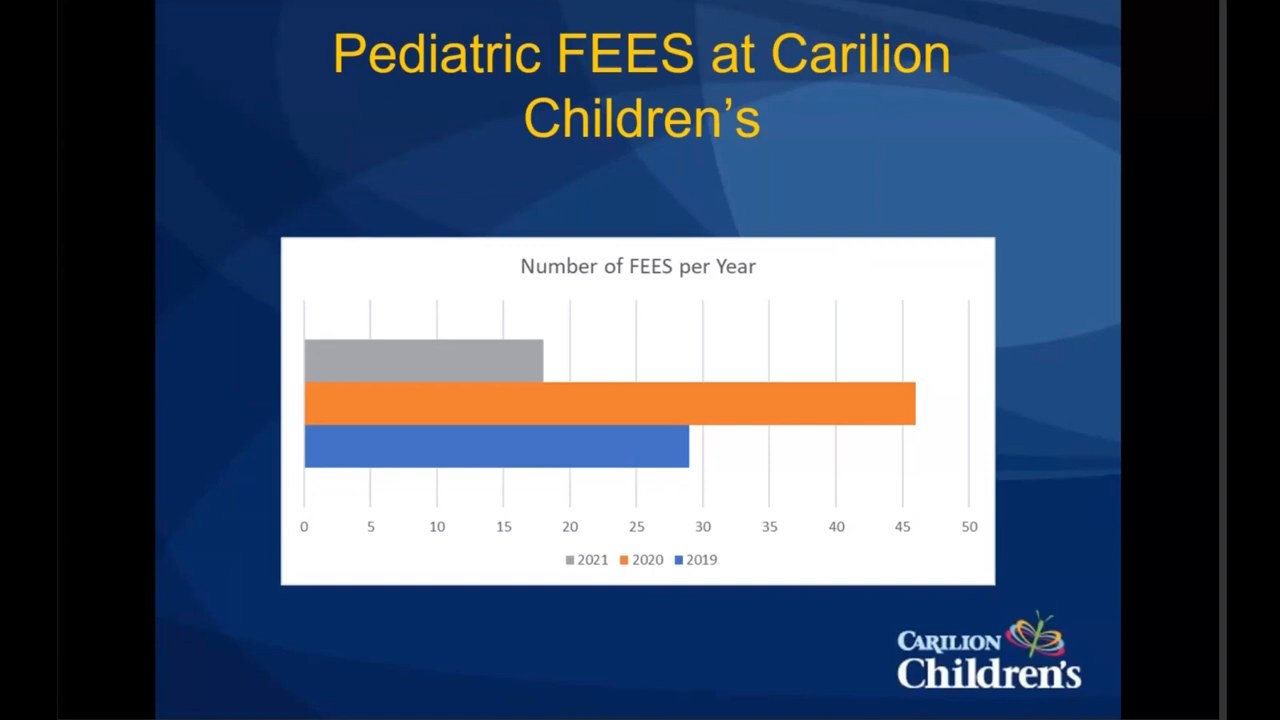 Pediatric FEES at Carilion
Children’s
Number of FEES per Year
0 5 10 15 20 25 30 35 40 45 50
2021 2020 2019
CARILION
Children's